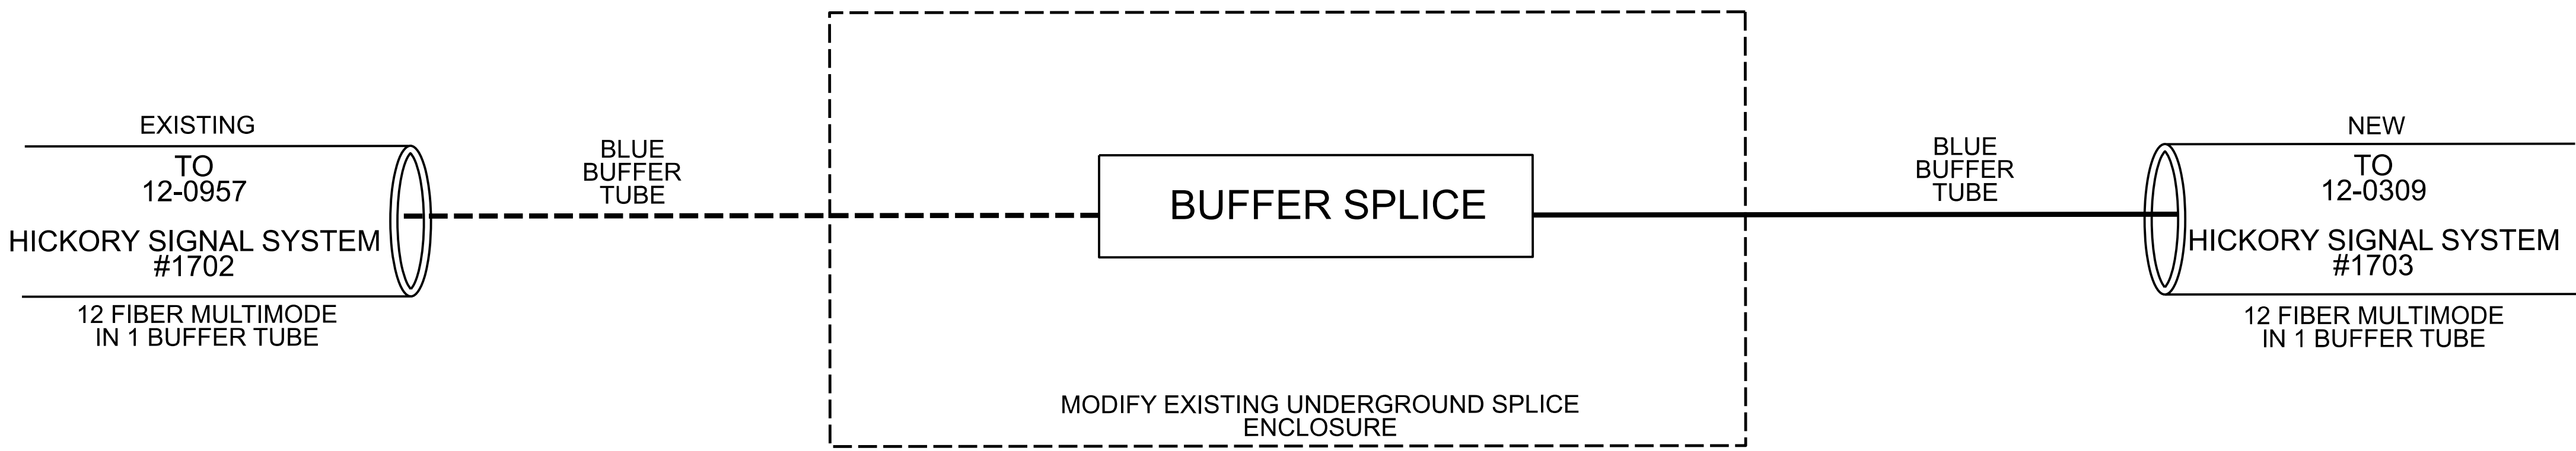 EXISTING
TO
12-0957
HICKORY SIGNAL SYSTEM
#1702
12 FIBER MULTIMODE
IN 1 BUFFER TUBE
BLUE
BUFFER
TUBE
BUFFER SPLICE
MODIFY EXISTING UNDERGROUND SPLICE
ENCLOSURE
BLUE
BUFFER
TUBE
NEW
TO
12-0309
HICKORY SIGNAL SYSTEM
#1703
12 FIBER MULTIMODE
IN 1 BUFFER TUBE